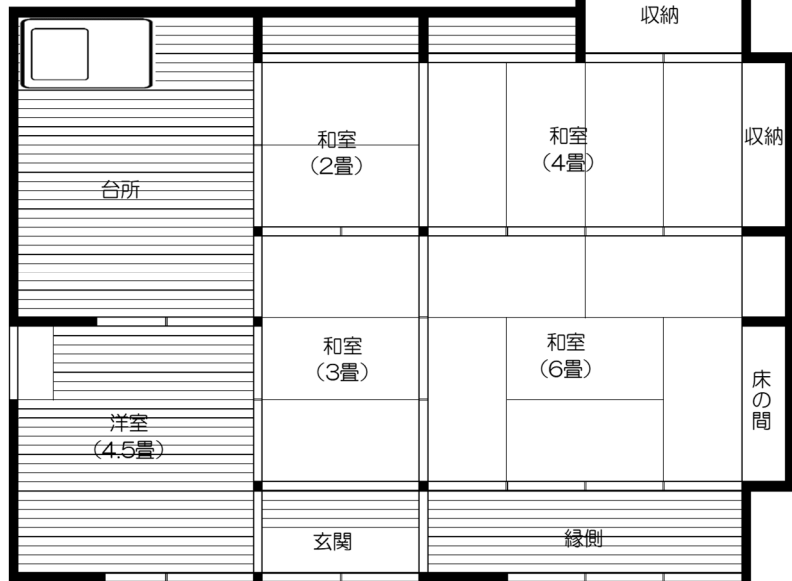 収納
和室
（2畳）
和室
（4畳）
収納
台所
和室
（3畳）
和室
（6畳）
床の間
洋室
（4.5畳）
玄関
縁側